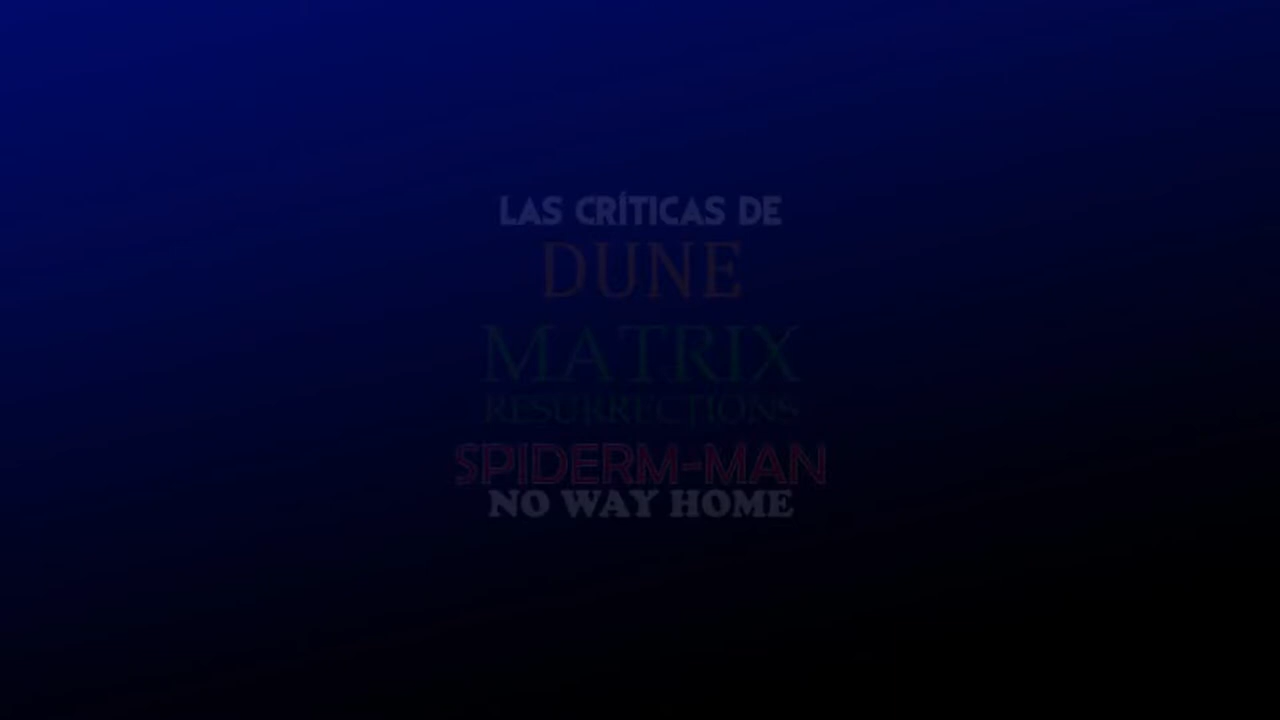 LAS CRÍTICAS DE
DUNE
MATRIX
RESURRECTIONS
SPIDERM-MAN
NO WAY HOME